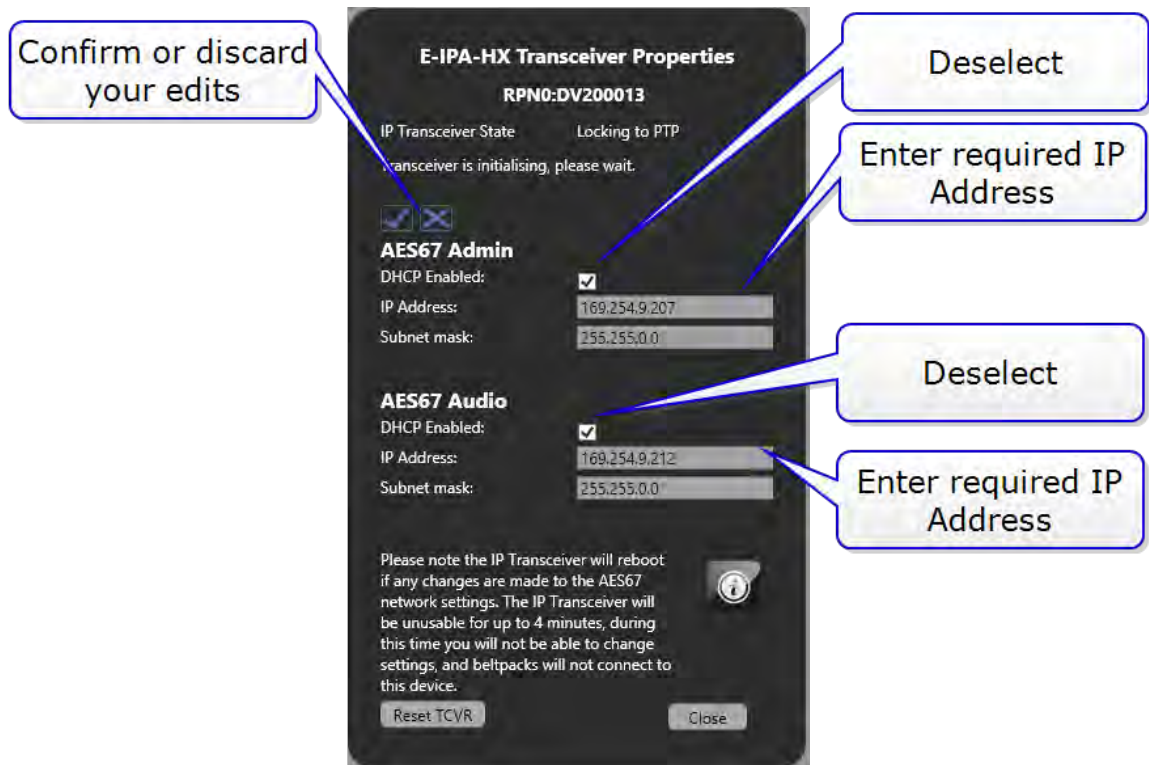 Confirm or discard
your edits
Deselect
Enter required IP
Address
Deselect
Enter required IP
Address
E-IPA-HX Transceiver Properties
RPN0:DV200013
IP Transceiver State Locking to PTP
Transceiver is initialising, please wait.
AES67 Admin
DHCP Enabled:
IP Address: 169.254.9.207
Subnet mask: 255.255.0.0
AES67 Audio
DHCP Enabled:
IP Address: 169.254.9.212
Subnet mask: 255.255.0.0
Please note the IP Transceiver will reboot
if any changes are made to the AES67
network settings. The IP Transceiver will
be unusable for up to 4 minutes, during
this time you will not be able to change
settings, and beltpacks will not connect to
this device.
Reset TCVR Close